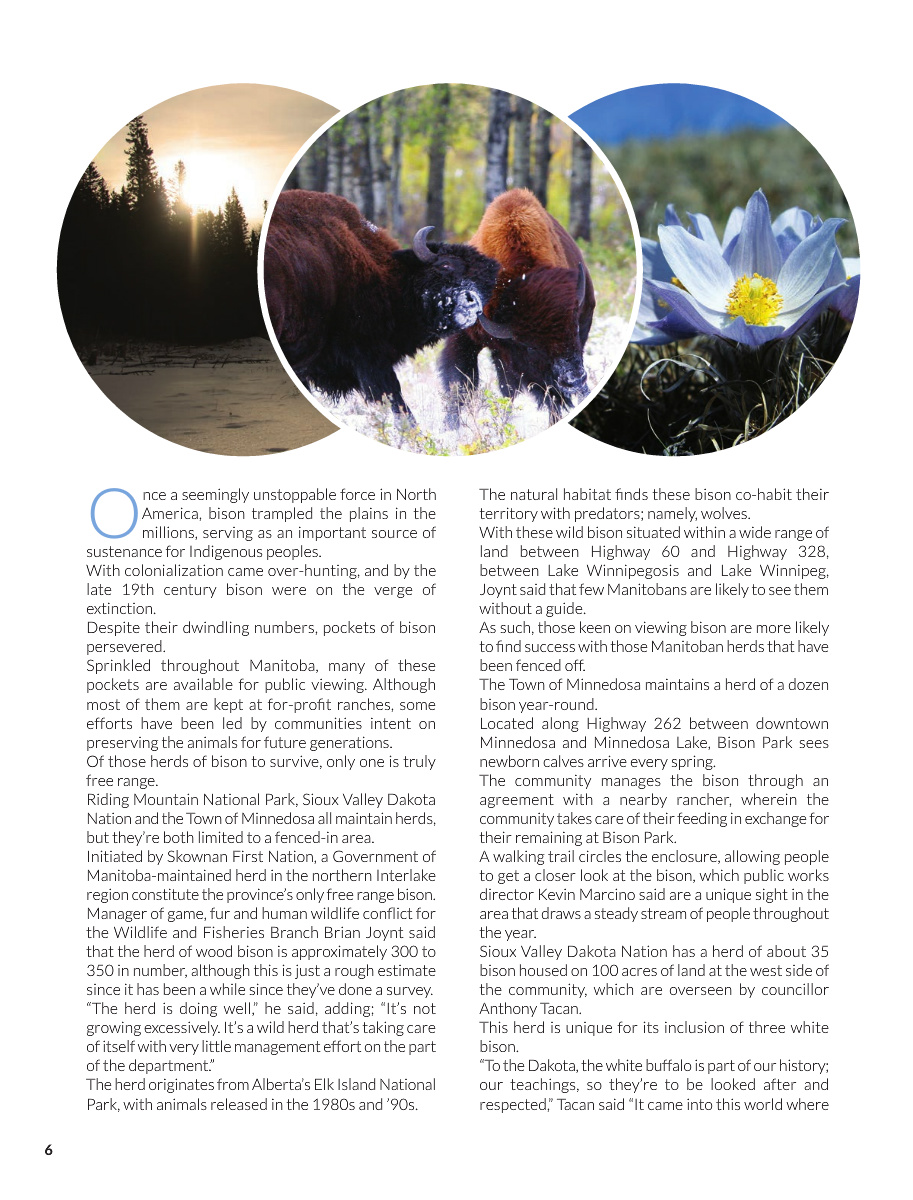 Once a seemingly unstoppable force in North
America, bison trampled the plains in the
millions, serving as an important source of
sustenance for Indigenous peoples.
With colonialization came over-hunting, and by the
late 19th century bison were on the verge of
extinction.
Despite their dwindling numbers, pockets of bison
persevered.
Sprinkled throughout Manitoba, many of these
pockets are available for public viewing. Although
most of them are kept at for-profit ranches, some
efforts have been led by communities intent on
preserving the animals for future generations.
Of those herds of bison to survive, only one is truly
free range.
Riding Mountain National Park, Sioux Valley Dakota
Nation and the Town of Minnedosa all maintain herds,
but they’re both limited to a fenced-in area.
Initiated by Skownan First Nation, a Government of
Manitoba-maintained herd in the northern Interlake
region constitute the province’s only free range bison.
Manager of game, fur and human wildlife conflict for
the Wildlife and Fisheries Branch Brian Joynt said
that the herd of wood bison is approximately 300 to
350 in number, although this is just a rough estimate
since it has been a while since they’ve done a survey.
“The herd is doing well,” he said, adding; “It’s not
growing excessively. It’s a wild herd that’s taking care
of itself with very little management effort on the part
of the department.”
The herd originates from Alberta’s Elk Island National
Park, with animals released in the 1980s and ’90s.
The natural habitat finds these bison co-habit their
territory with predators; namely, wolves.
With these wild bison situated within a wide range of
land between Highway 60 and Highway 328,
between Lake Winnipegosis and Lake Winnipeg,
Joynt said that few Manitobans are likely to see them
without a guide.
As such, those keen on viewing bison are more likely
to find success with those Manitoban herds that have
been fenced off.
The Town of Minnedosa maintains a herd of a dozen
bison year-round.
Located along Highway 262 between downtown
Minnedosa and Minnedosa Lake, Bison Park sees
newborn calves arrive every spring.
The community manages the bison through an
agreement with a nearby rancher, wherein the
community takes care of their feeding in exchange for
their remaining at Bison Park.
A walking trail circles the enclosure, allowing people
to get a closer look at the bison, which public works
director Kevin Marcino said are a unique sight in the
area that draws a steady stream of people throughout
the year.
Sioux Valley Dakota Nation has a herd of about 35
bison housed on 100 acres of land at the west side of
the community, which are overseen by councillor
Anthony Tacan.
This herd is unique for its inclusion of three white
bison.
“To the Dakota, the white buffalo is part of our history;
our teachings, so they’re to be looked after and
respected,” Tacan said “It came into this world where
6